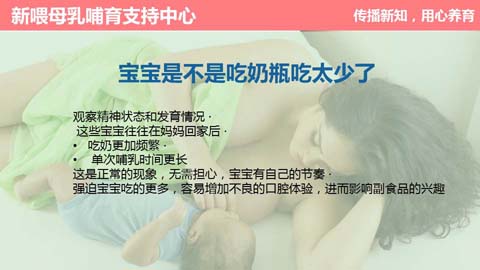 新喂母乳哺育支持中心
传播新知，用心养育
宝宝是不是吃奶瓶吃太少了
观察精神状态和发育情况·
这些宝宝往往在妈妈回家后·
• 吃奶更加频繁·
• 单次哺乳时间更长
这是正常的现象，无需担心，宝宝有自己的节奏·
强迫宝宝吃的更多，容易增加不良的口腔体验，进而影响副食品的兴趣